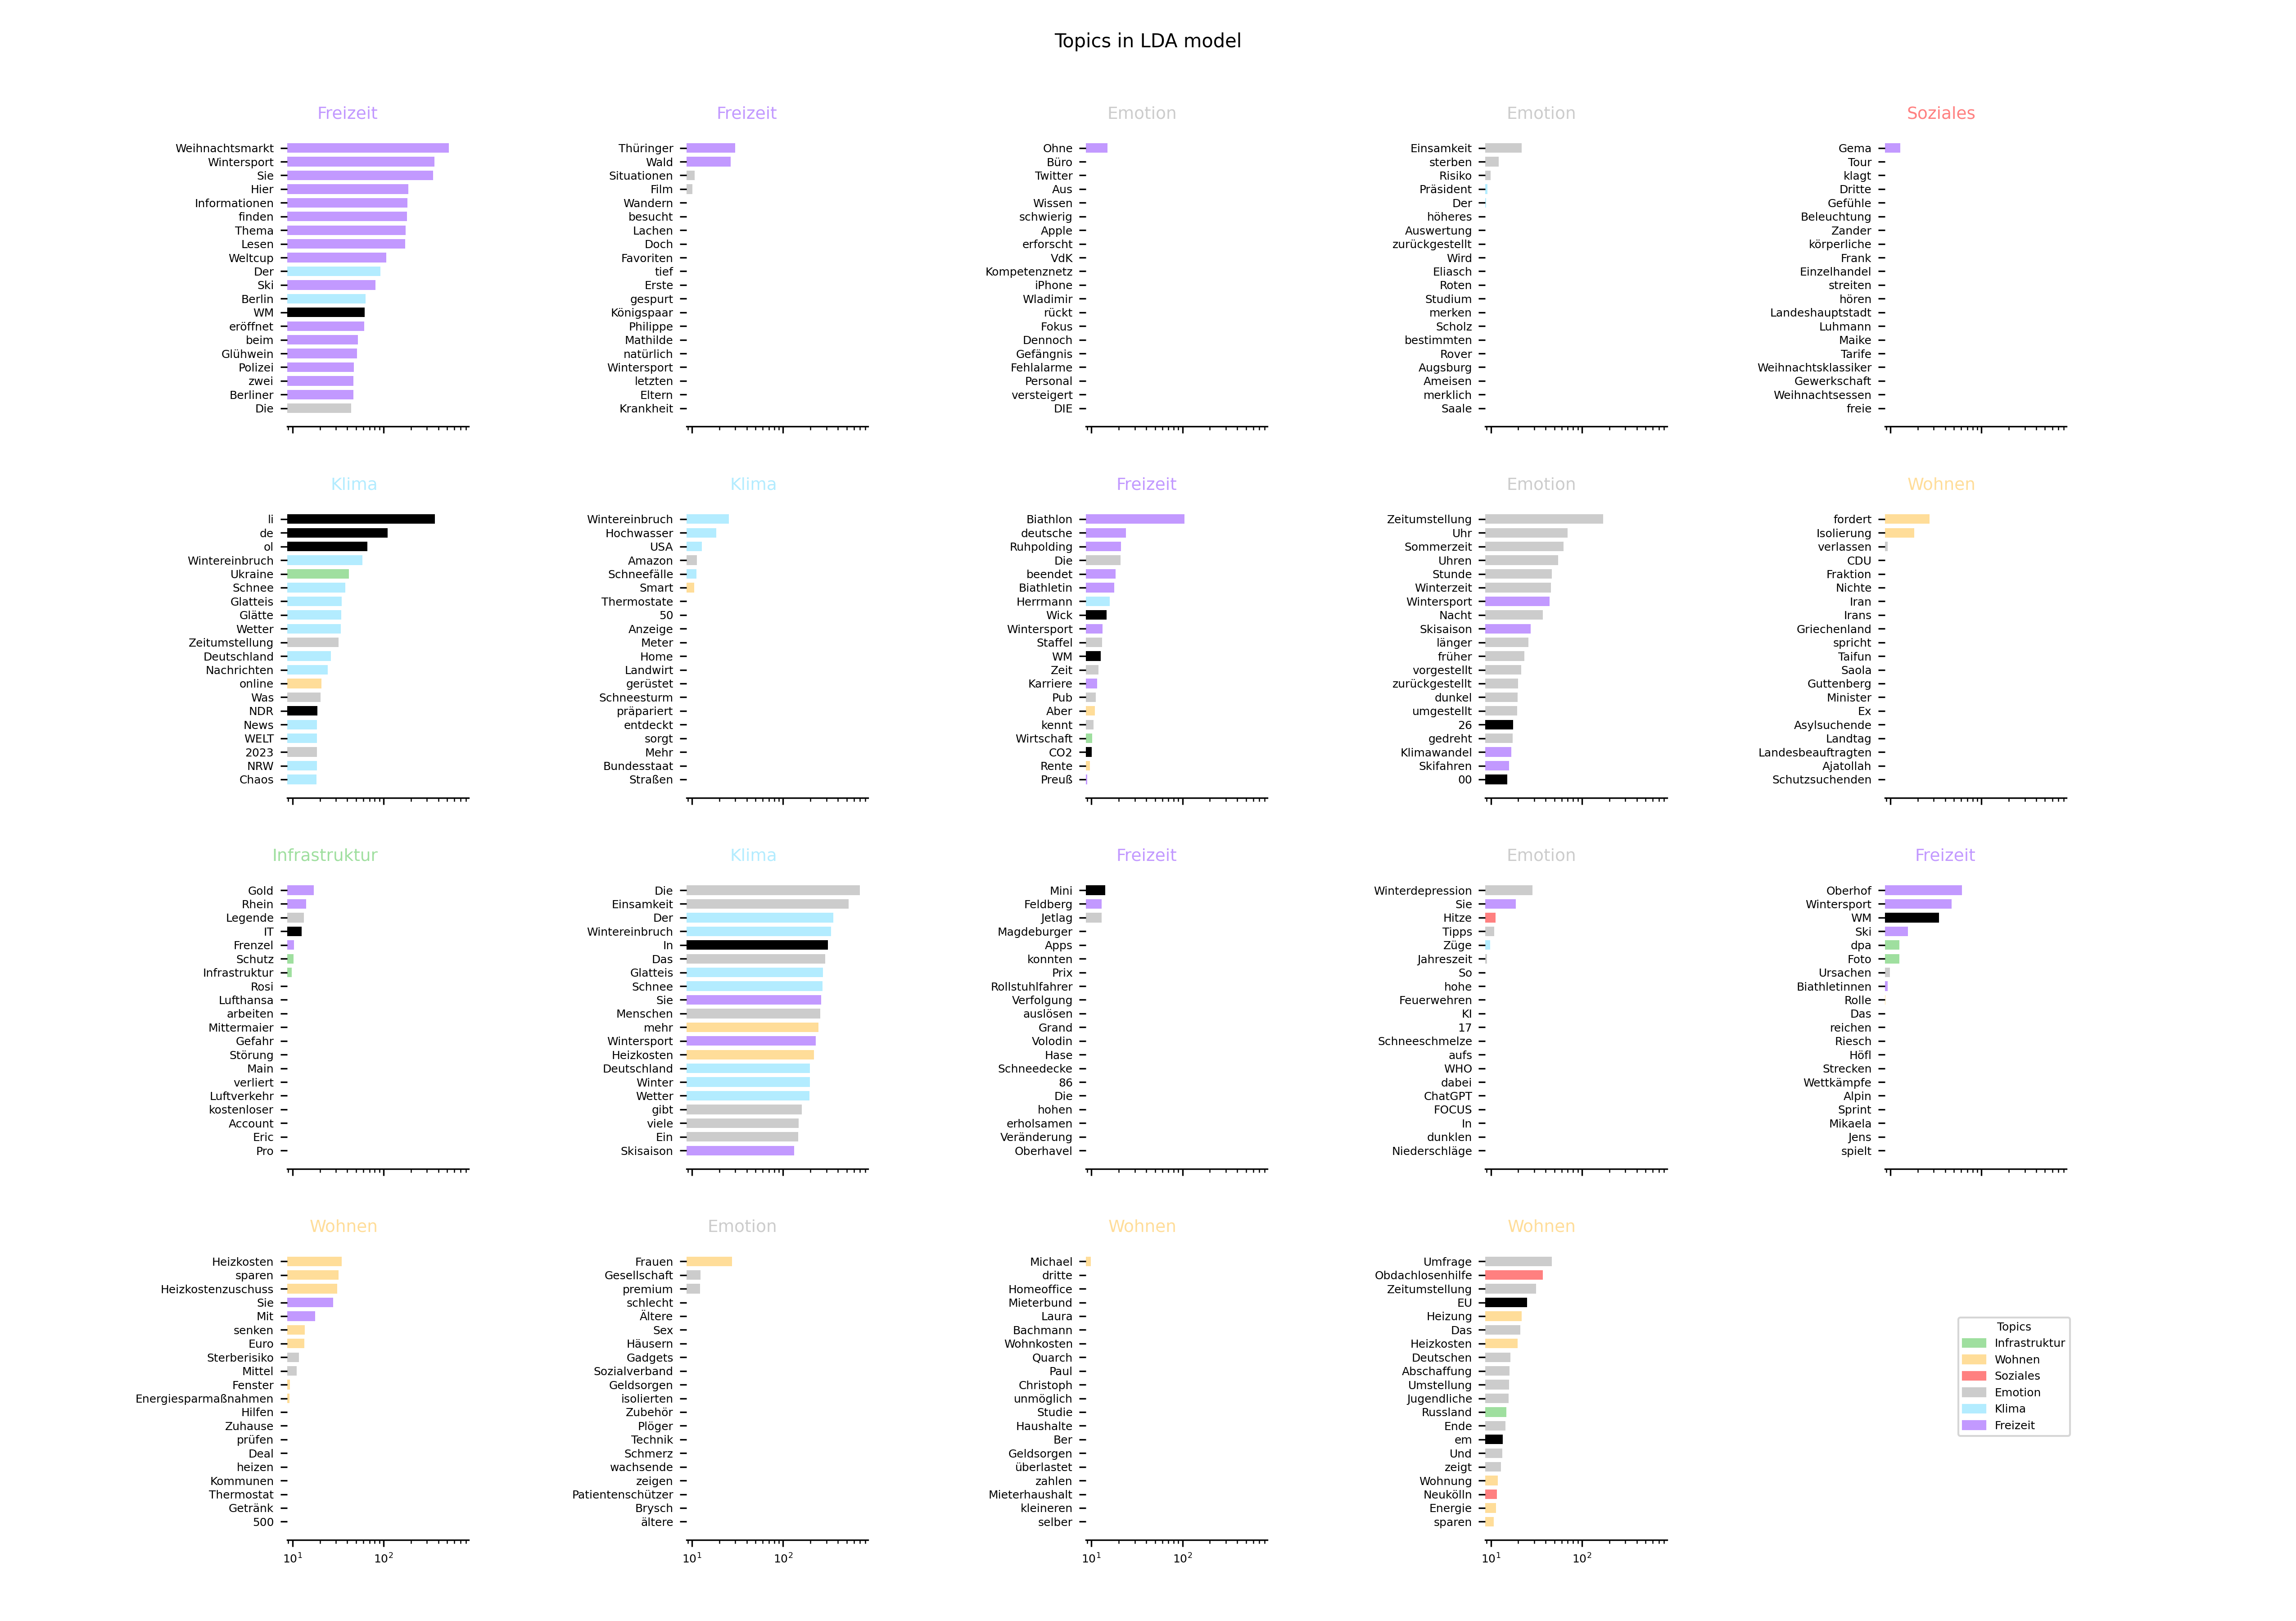 Topics in LDA model
Freizeit
Weihnachtsmarkt
Wintersport
Sie
Hier
Informationen
finden
Thema
Lesen
Weltcup
Der
Ski
Berlin
WM
eröffnet
beim
Glühwein
Polizei
zwei
Berliner
Die
Freizeit
Thüringer
Wald
Situationen
Film
Wandern
besucht
Lachen
Doch
Favoriten
tief
Erste
gespurt
Königspaar
Philippe
Mathilde
natürlich
Wintersport
letzten
Eltern
Krankheit
Emotion
Ohne
Büro
Twitter
Aus
Wissen
schwierig
Apple
erforscht
VdK
Kompetenznetz
iPhone
Wladimir
rückt
Fokus
Dennoch
Gefängnis
Fehlalarme
Personal
versteigert
DIE
Emotion
Einsamkeit
sterben
Risiko
Präsident
Der
höheres
Auswertung
zurückgestellt
Wird
Eliasch
Roten
Studium
merken
Scholz
bestimmten
Rover
Augsburg
Ameisen
merklich
Saale
Soziales
Gema
Tour
klagt
Dritte
Gefühle
Beleuchtung
Zander
körperliche
Frank
Einzelhandel
streiten
hören
Landeshauptstadt
Luhmann
Maike
Tarife
Weihnachtsklassiker
Gewerkschaft
Weihnachtsessen
freie
Klima
li
de
ol
Wintereinbruch
Ukraine
Schnee
Glatteis
Glätte
Wetter
Zeitumstellung
Deutschland
Nachrichten
online
Was
NDR
News
WELT
2023
NRW
Chaos
Klima
Wintereinbruch
Hochwasser
USA
Amazon
Schneefälle
Smart
Thermostate
50
Anzeige
Meter
Home
Landwirt
gerüstet
Schneesturm
präpariert
entdeckt
sorgt
Mehr
Bundesstaat
Straßen
Freizeit
Biathlon
deutsche
Ruhpolding
Die
beendet
Biathletin
Herrmann
Wick
Wintersport
Staffel
WM
Zeit
Karriere
Pub
Aber
kennt
Wirtschaft
CO2
Rente
Preuß
Emotion
Zeitumstellung
Uhr
Sommerzeit
Uhren
Stunde
Winterzeit
Wintersport
Nacht
Skisaison
länger
früher
vorgestellt
zurückgestellt
dunkel
umgestellt
26
gedreht
Klimawandel
Skifahren
00
Wohnen
fordert
Isolierung
verlassen
CDU
Fraktion
Nichte
Iran
Irans
Griechenland
spricht
Taifun
Saola
Guttenberg
Minister
Ex
Asylsuchende
Landtag
Landesbeauftragten
Ajatollah
Schutzsuchenden
Infrastruktur
Gold
Rhein
Legende
IT
Frenzel
Schutz
Infrastruktur
Rosi
Lufthansa
arbeiten
Mittermaier
Gefahr
Störung
Main
verliert
Luftverkehr
kostenloser
Account
Eric
Pro
Klima
Die
Einsamkeit
Der
Wintereinbruch
In
Das
Glatteis
Schnee
Sie
Menschen
mehr
Wintersport
Heizkosten
Deutschland
Winter
Wetter
gibt
viele
Ein
Skisaison
Freizeit
Mini
Feldberg
Jetlag
Magdeburger
Apps
konnten
Prix
Rollstuhlfahrer
Verfolgung
auslösen
Grand
Volodin
Hase
Schneedecke
86
Die
hohen
erholsamen
Veränderung
Oberhavel
Emotion
Winterdepression
Sie
Hitze
Tipps
Züge
Jahreszeit
So
hohe
Feuerwehren
KI
17
Schneeschmelze
aufs
WHO
dabei
ChatGPT
FOCUS
In
dunklen
Niederschläge
Freizeit
Oberhof
Wintersport
WM
Ski
dpa
Foto
Ursachen
Biathletinnen
Rolle
Das
reichen
Riesch
Höfl
Strecken
Wettkämpfe
Alpin
Sprint
Mikaela
Jens
spielt
Wohnen
Heizkosten
sparen
Heizkostenzuschuss
Sie
Mit
senken
Euro
Sterberisiko
Mittel
Fenster
Energiesparmaßnahmen
Hilfen
Zuhause
prüfen
Deal
heizen
Kommunen
Thermostat
Getränk
500
10¹ 10²
Emotion
Frauen
Gesellschaft
premium
schlecht
Ältere
Sex
Häusern
Gadgets
Sozialverband
Geldsorgen
isolierten
Zubehör
Plöger
Technik
Schmerz
wachsende
zeigen
Patientenschützer
Brysch
ältere
10¹ 10²
Wohnen
Michael
dritte
Homeoffice
Mieterbund
Laura
Bachmann
Wohnkosten
Quarch
Paul
Christoph
unmöglich
Studie
Haushalte
Ber
Geldsorgen
überlastet
zahlen
Mieterhaushalt
kleineren
selber
10¹ 10²
Wohnen
Umfrage
Obdachlosenhilfe
Zeitumstellung
EU
Heizung
Das
Heizkosten
Deutschen
Abschaffung
Umstellung
Jugendliche
Russland
Ende
em
Und
zeigt
Wohnung
Neukölln
Energie
sparen
10¹ 10²
Topics
Infrastruktur
Wohnen
Soziales
Emotion
Klima
Freizeit